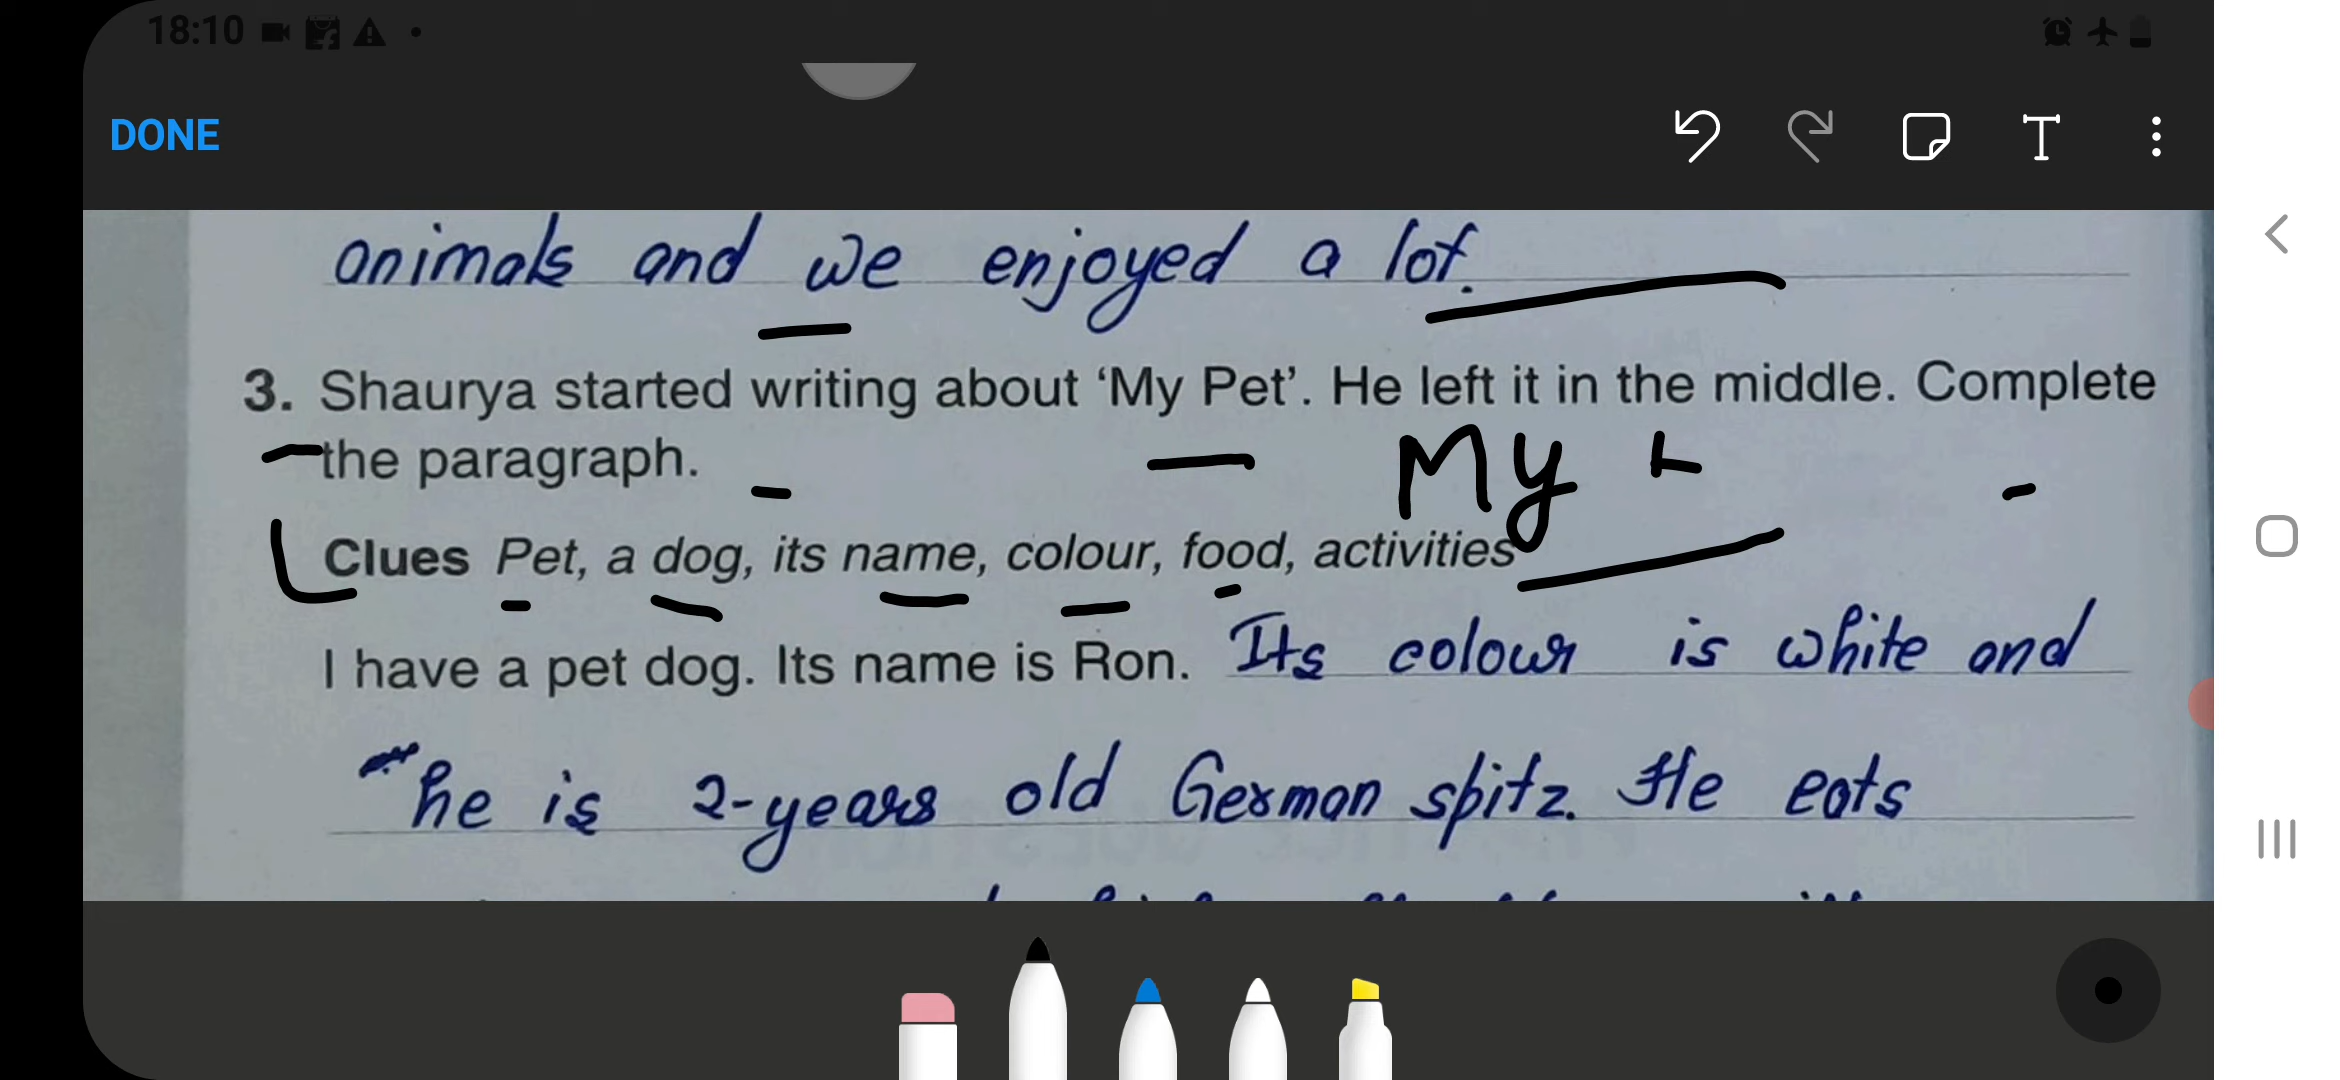 18:10
DONE
T
animals and we enjoyed a lot.
3. Shaurya started writing about ‘My Pet’. He left it in the middle. Complete
the paragraph.
My
Clues Pet, a dog, its name, colour, food, activities
I have a pet dog. Its name is Ron. Its colour is white and
he is 2-years old German spitz. He eats